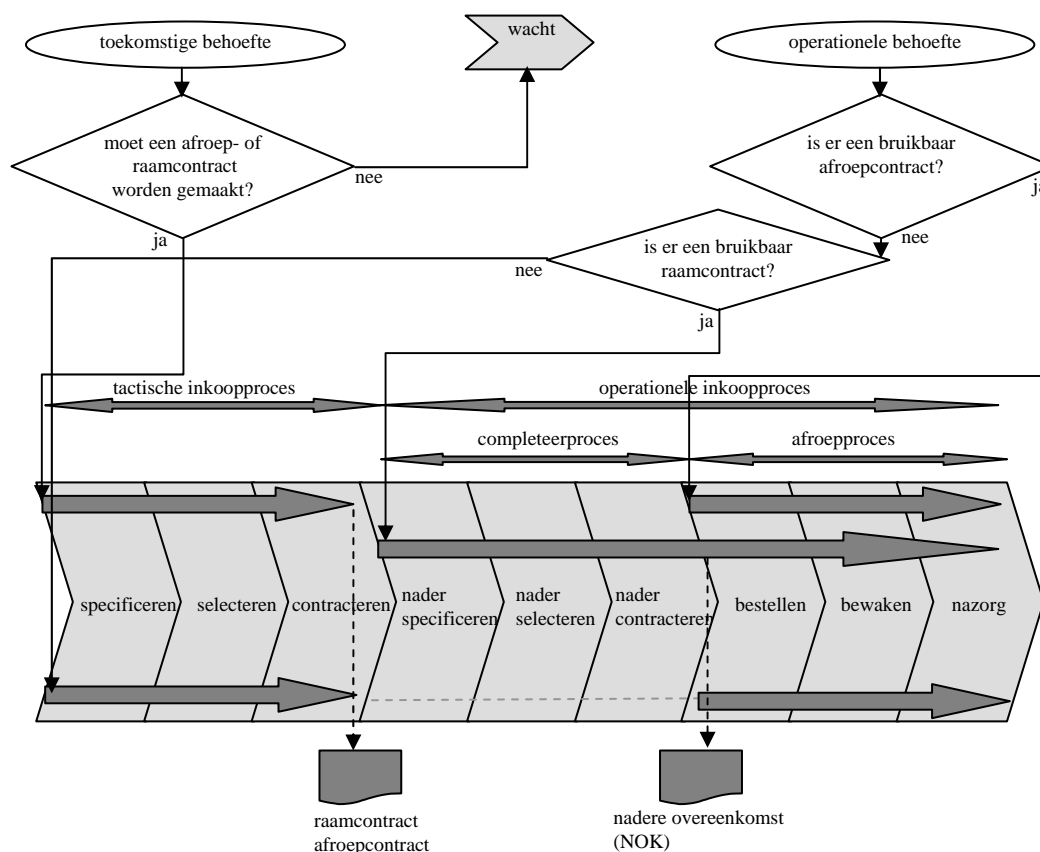 toekomstige behoefte
wacht
operationele behoefte
moet een afroep- of
raamcontract
worden gemaakt?
nee
ja
is er een bruikbaar
afroepcontract?
ja
nee
is er een bruikbaar
raamcontract?
nee
ja
tactische inkoopproces
operationele inkoopproces
completeerproces
afroepproces
specificeren
selecteren
contracteren
nader
specificeren
nader
selecteren
nader
contracteren
bestellen
bewaken
nazorg
raamcontract
afroepcontract
nadere overeenkomst
(NOK)